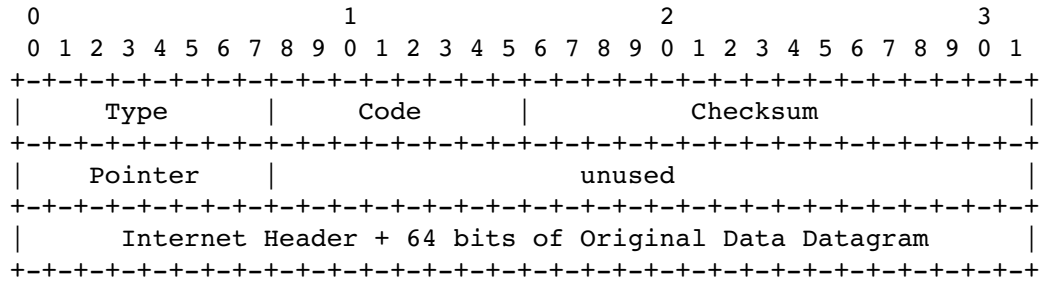 0                   1                   2                   3
 0 1 2 3 4 5 6 7 8 9 0 1 2 3 4 5 6 7 8 9 0 1 2 3 4 5 6 7 8 9 0 1
+-+-+-+-+-+-+-+-+-+-+-+-+-+-+-+-+-+-+-+-+-+-+-+-+-+-+-+-+-+-+-+-+
|     Type      |     Code      |          Checksum             |
+-+-+-+-+-+-+-+-+-+-+-+-+-+-+-+-+-+-+-+-+-+-+-+-+-+-+-+-+-+-+-+-+
|    Pointer    |                   unused                      |
+-+-+-+-+-+-+-+-+-+-+-+-+-+-+-+-+-+-+-+-+-+-+-+-+-+-+-+-+-+-+-+-+
|      Internet Header + 64 bits of Original Data Datagram      |
+-+-+-+-+-+-+-+-+-+-+-+-+-+-+-+-+-+-+-+-+-+-+-+-+-+-+-+-+-+-+-+-+